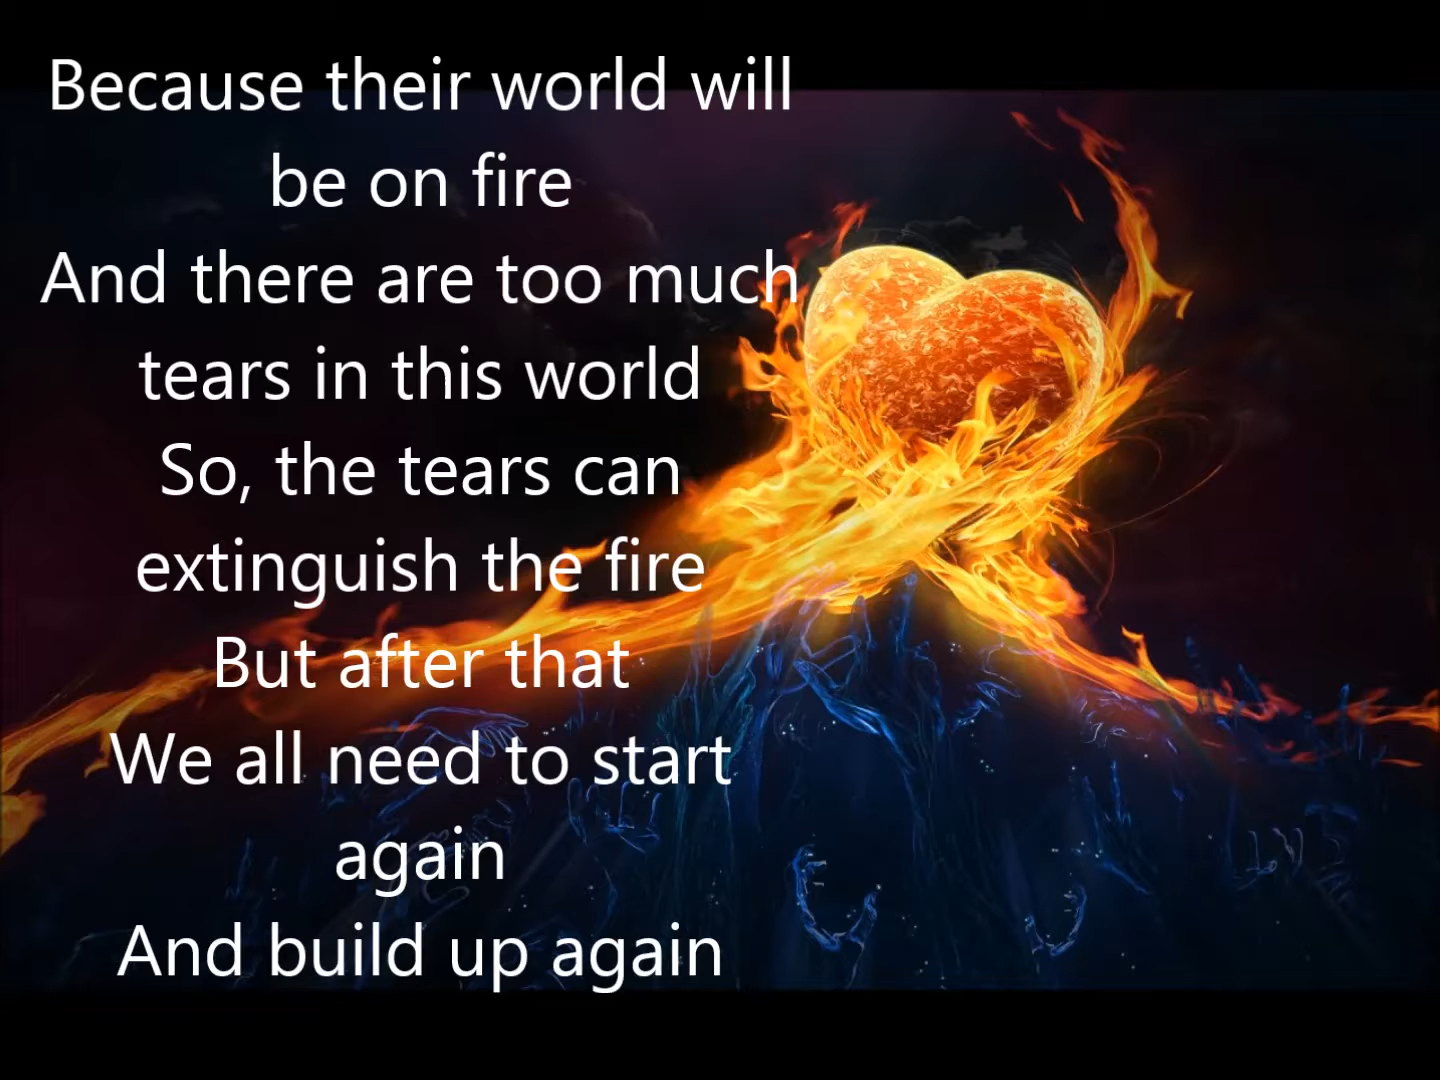 Because their world will
be on fire
And there are too much
tears in this world
So, the tears can
extinguish the fire
But after that
We all need to start
again
And build up again